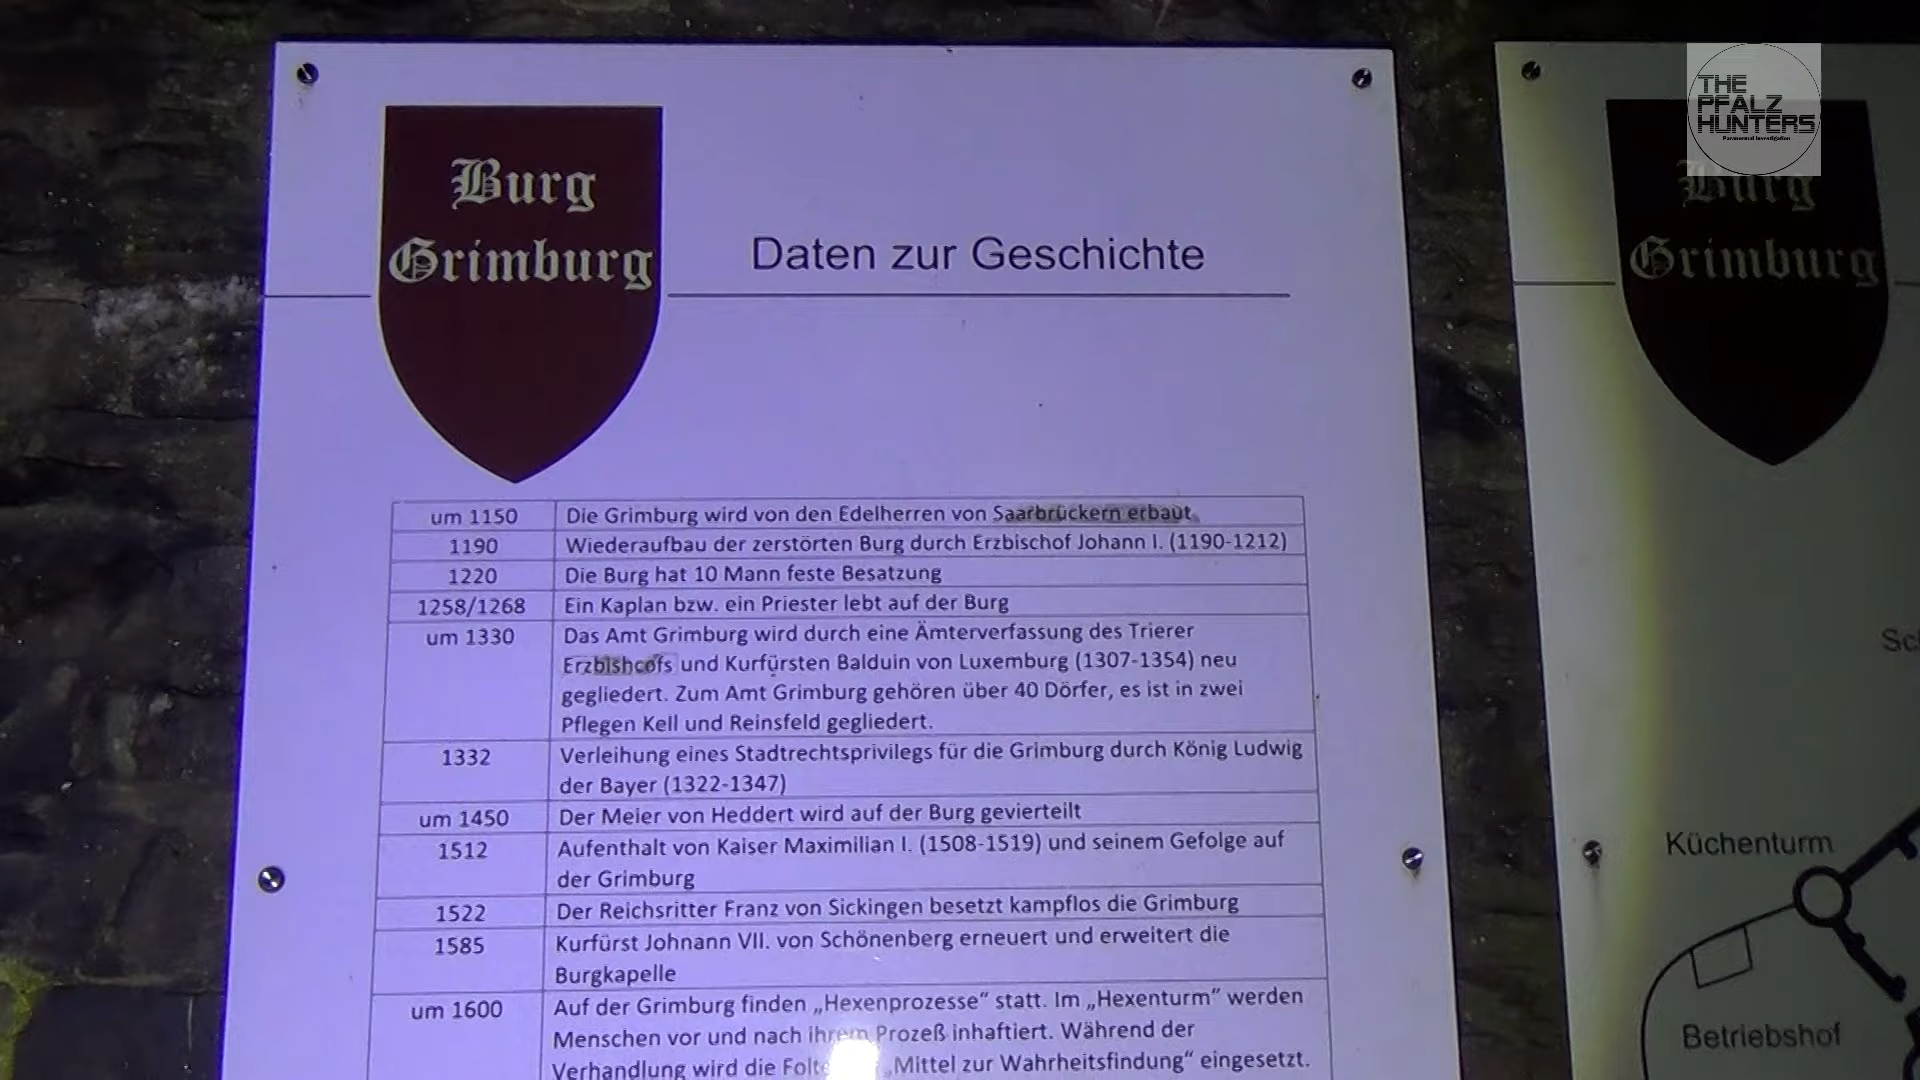 THE
PFALZ
HUNTERS
Paranormal Investigation
Burg
Grimburg
Daten zur Geschichte
um 1150 Die Grimburg wird von den Edelherren von Saarbrückern erbaut.
1190 Wiederaufbau der zerstörten Burg durch Erzbischof Johann I. (1190-1212)
1220 Die Burg hat 10 Mann feste Besatzung
1258/1268 Ein Kaplan bzw. ein Priester lebt auf der Burg
um 1330 Das Amt Grimburg wird durch eine Ämterverfassung des Trierer
Erzbishcofs und Kurfürsten Balduin von Luxemburg (1307-1354) neu
gegliedert. Zum Amt Grimburg gehören über 40 Dörfer, es ist in zwei
Pflegen Kell und Reinsfeld gegliedert.
1332 Verleihung eines Stadtrechtsprivilegs für die Grimburg durch König Ludwig
der Bayer (1322-1347)
um 1450 Der Meier von Heddert wird auf der Burg gevierteilt
1512 Aufenthalt von Kaiser Maximilian I. (1508-1519) und seinem Gefolge auf
der Grimburg
1522 Der Reichsritter Franz von Sickingen besetzt kampflos die Grimburg
1585 Kurfürst Johnann VII. von Schönenberg erneuert und erweitert die
Burgkapelle
um 1600 Auf der Grimburg finden „Hexenprozesse“ statt. Im „Hexenturm“ werden
Menschen vor und nach ihrem Prozeß inhaftiert. Während der
Verhandlung wird die „Mittel zur Wahrheitsfindung“ eingesetzt.
Burg
Grimburg
Küchenturm
Betriebshof